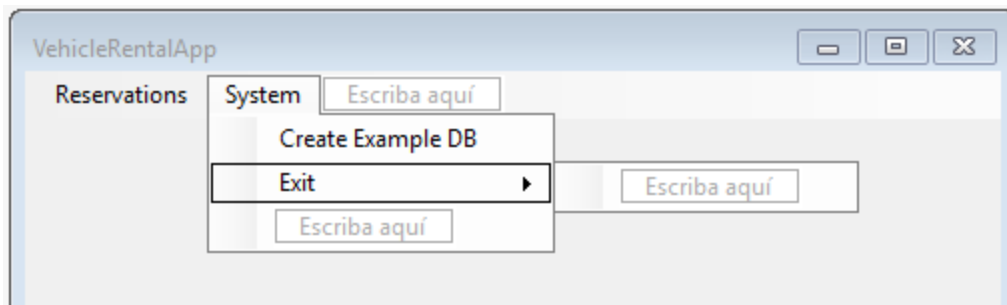 VehicleRentalApp
Reservations System Escriba aquí
Create Example DB
Exit Escriba aquí
Escriba aquí